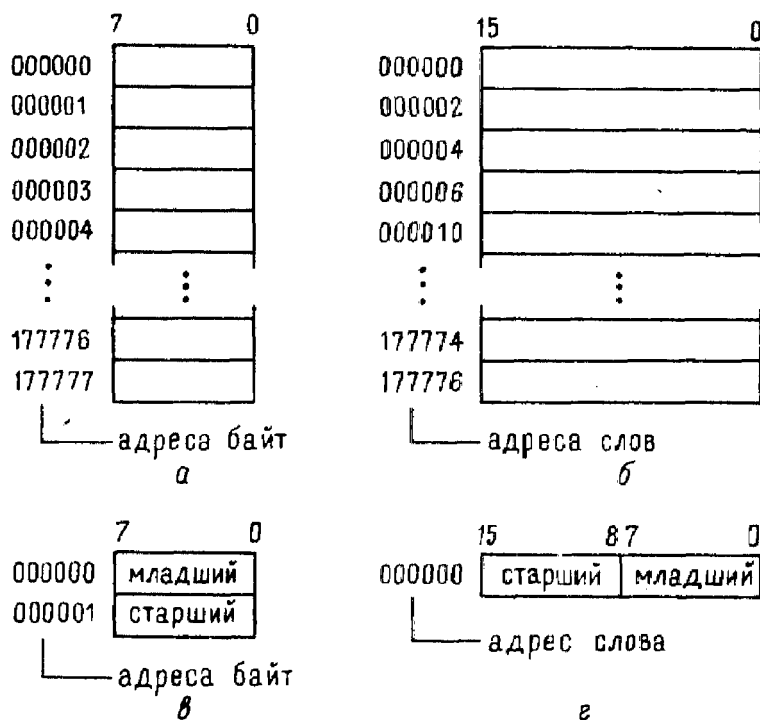 7 0
000000
000001
000002
000003
000004
177776
177777
адреса байт
а
15 0
000000
000002
000004
000006
000010
177774
177776
адреса слов
б
7 0
000000 младший
000001 старший
адреса байт
в
15 8 7 0
000000 старший младший
адрес слова
г